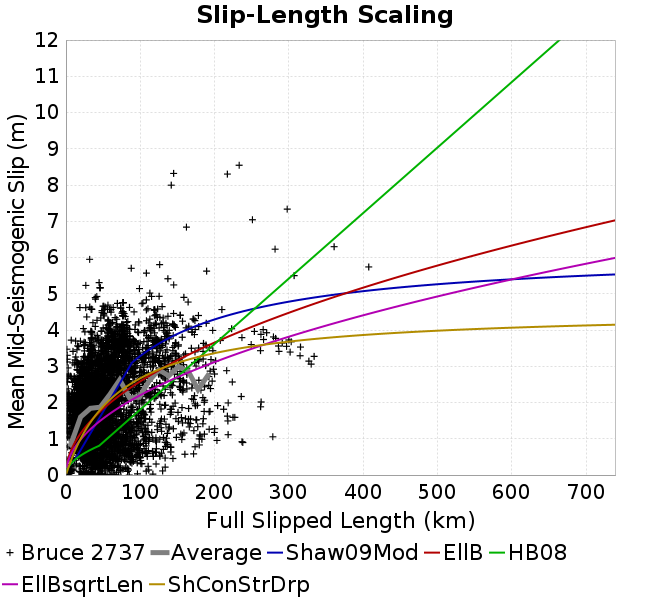 Slip-Length Scaling
Mean Mid-Seismogenic Slip (m)
12
11
10
9
8
7
6
5
4
3
2
1
0
0 100 200 300 400 500 600 700
Full Slipped Length (km)
Bruce 2737 Average Shaw09Mod EllB HB08
EllBsqrtLen ShConStrDrp